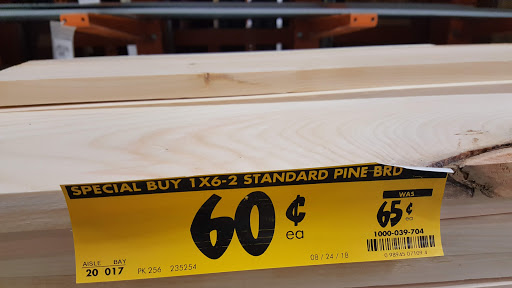 SPECIAL BUY 1X6-2 STANDARD PINE BRD
60¢ ea
WAS
65¢ ea
1000-039-704
AISLE BAY
20 017 PK 256 235254 08/24/18